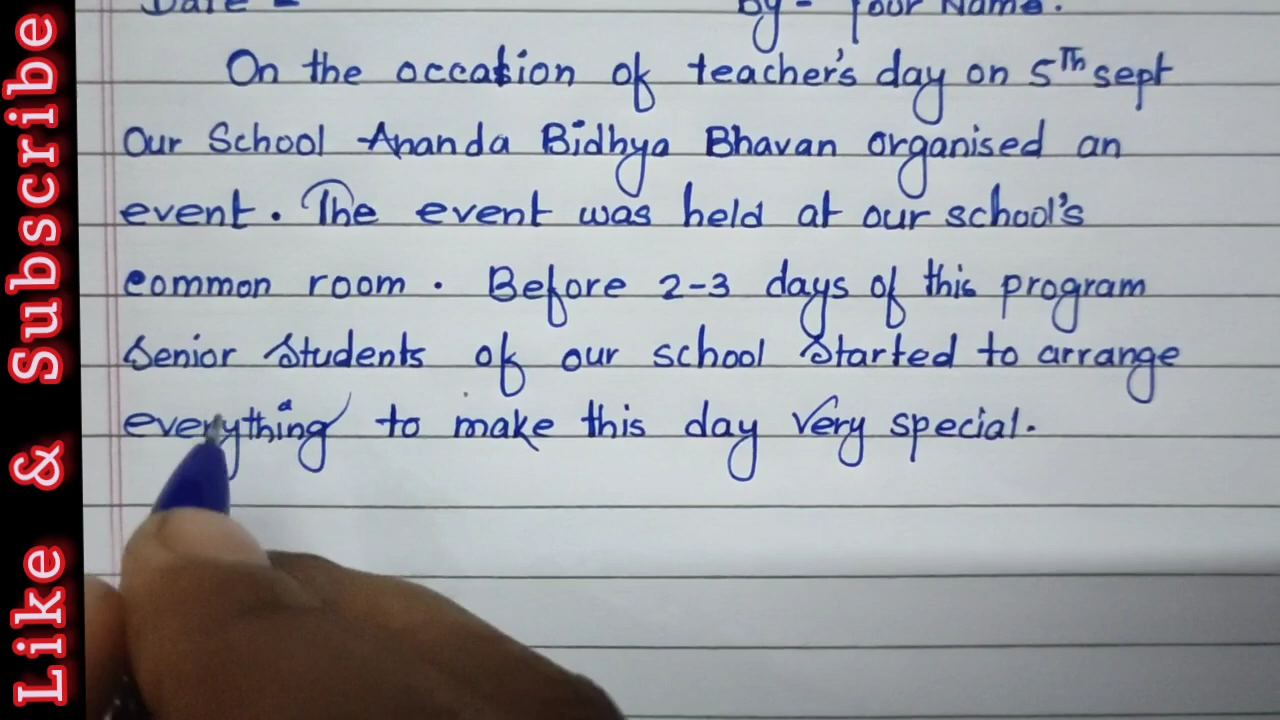 Date -
By - Your Name.
On the occasion of teacher's day on 5Th sept
Our School Ananda Bidhya Bhavan organised an
event. The event was held at our school's
common room. Before 2-3 days of this program
Senior Students of our school Started to arrange
everything to make this day very special.
Like & Subscribe